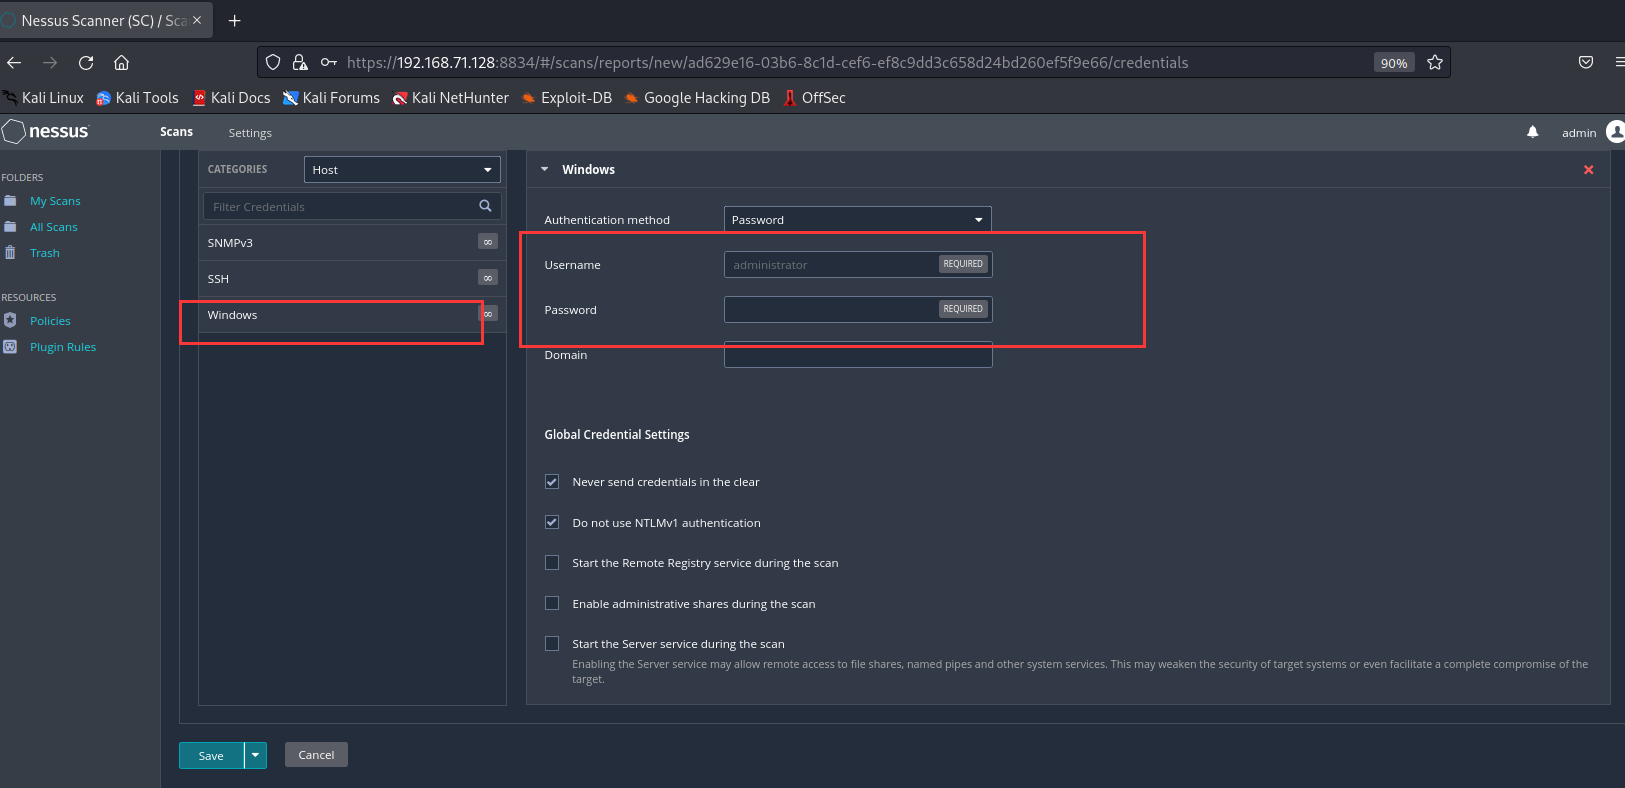 Nessus Scanner (SC) / Sca
https://192.168.71.128:8834/#/scans/reports/new/ad629e16-03b6-8c1d-cef6-ef8c9dd3c658d24bd260ef5f9e66/credentials
90%
Kali Linux Kali Tools Kali Docs Kali Forums Kali NetHunter Exploit-DB Google Hacking DB OffSec
nessus Scans Settings admin
FOLDERS
My Scans
All Scans
Trash
RESOURCES
Policies
Plugin Rules
CATEGORIES Host
Filter Credentials
SNMPv3 ∞
SSH ∞
Windows ∞
Windows
Authentication method Password
Username administrator REQUIRED
Password REQUIRED
Domain
Global Credential Settings
Never send credentials in the clear
Do not use NTLMv1 authentication
Start the Remote Registry service during the scan
Enable administrative shares during the scan
Start the Server service during the scan
Enabling the Server service may allow remote access to file shares, named pipes and other system services. This may weaken the security of target systems or even facilitate a complete compromise of the
target.
Save Cancel